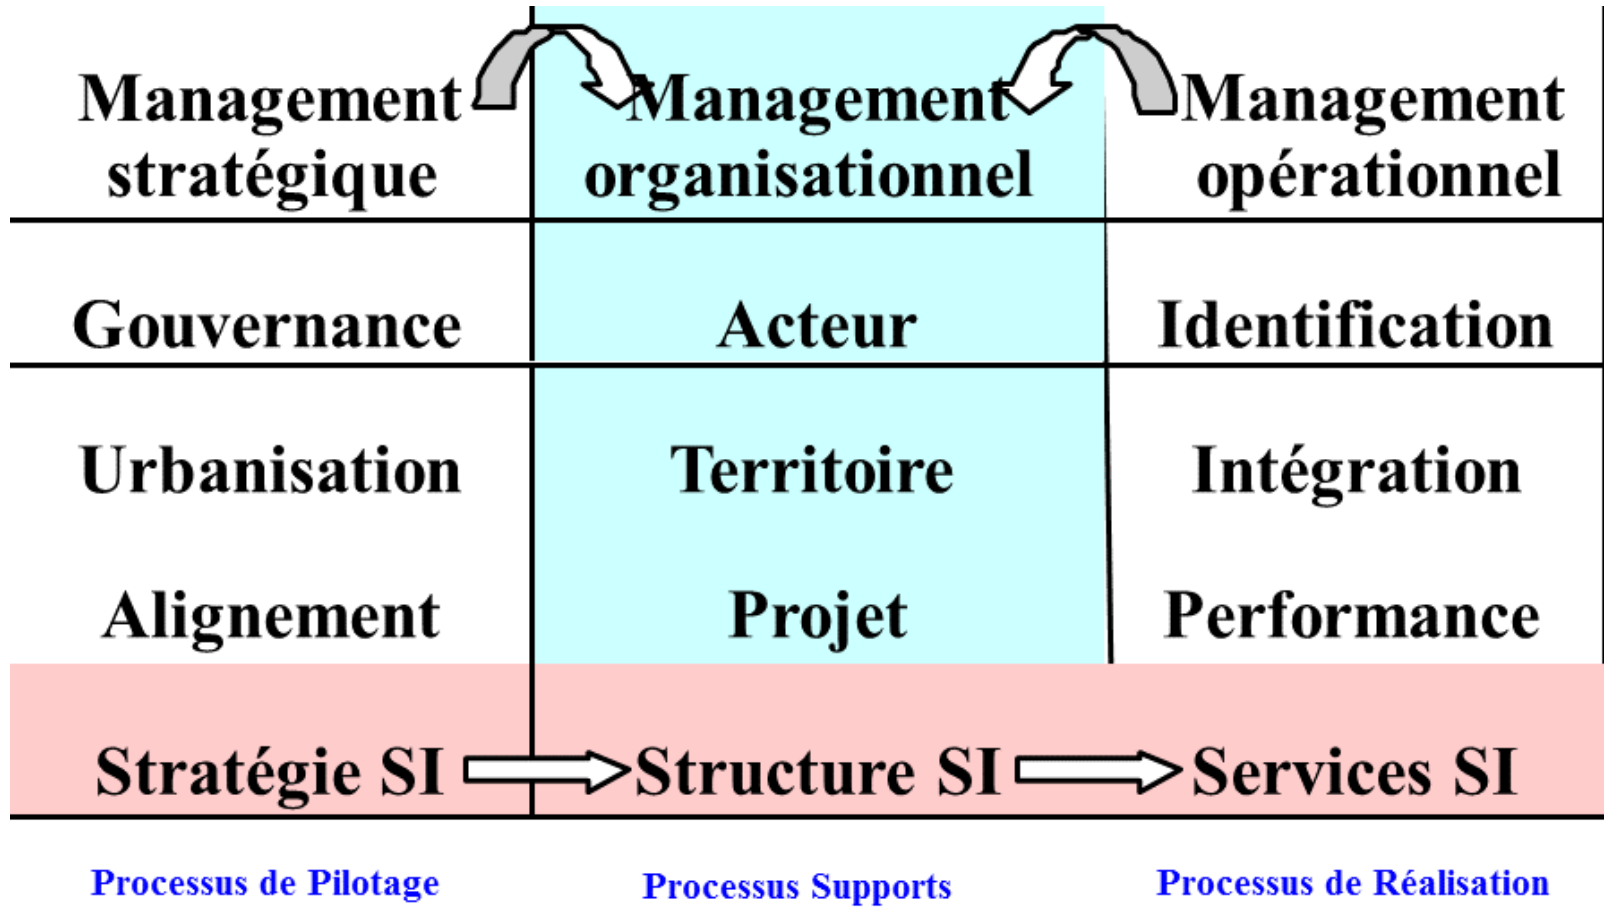 Management Management Management
stratégique organisationnel opérationnel
Gouvernance Acteur Identification
Urbanisation Territoire Intégration
Alignement Projet Performance
Stratégie SI Structure SI Services SI
Processus de Pilotage Processus Supports Processus de Réalisation